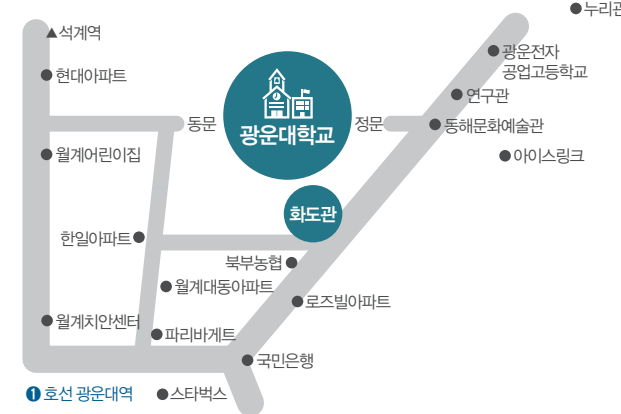 누리관
▲석계역
광운전자
공업고등학교
현대아파트
연구관
동문
광운대학교
정문
동해문화예술관
월계어린이집
아이스링크
화도관
한일아파트
북부농협
월계대동아파트
로즈빌아파트
월계치안센터
파리바게트
국민은행
1 호선 광운대역
스타벅스